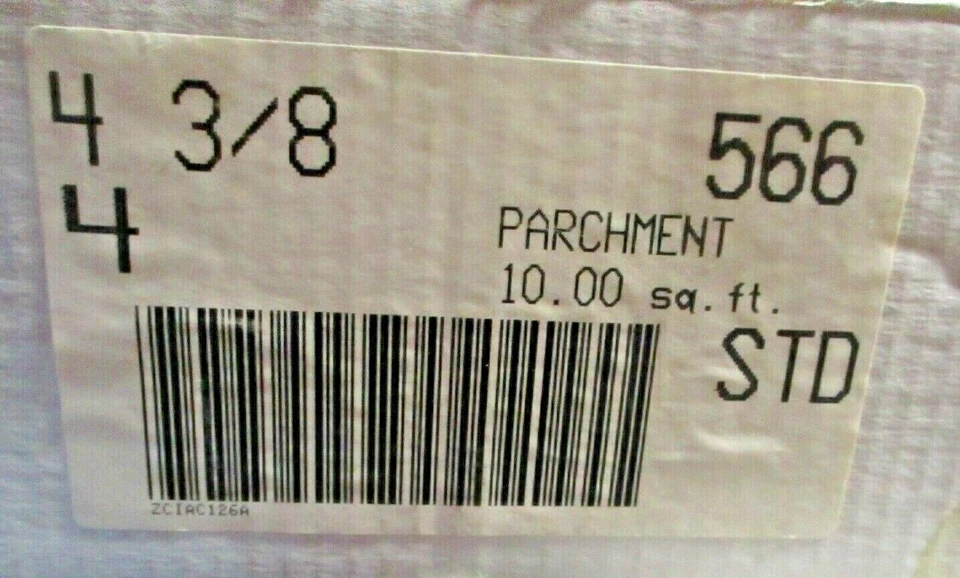 4 3/8 566
4
PARCHMENT
10.00 sq.ft.
STD
ZCIAC126A